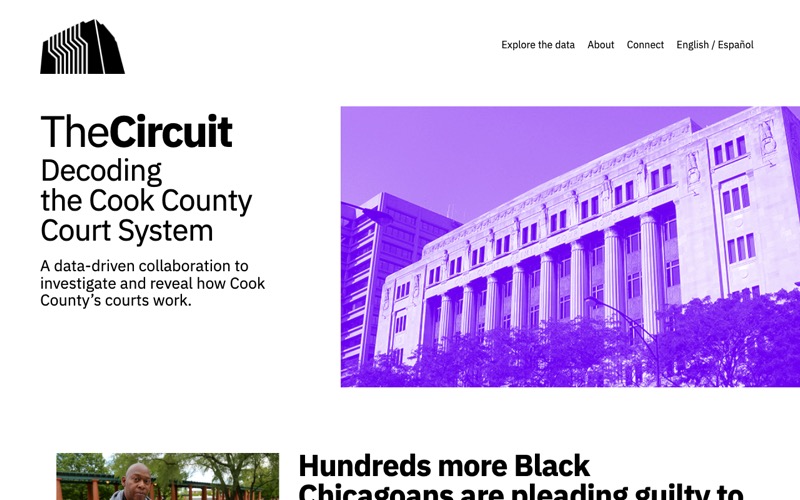 Explore the data About Connect English / Español
TheCircuit
Decoding
the Cook County
Court System
A data-driven collaboration to
investigate and reveal how Cook
County’s courts work.
Hundreds more Black
Chicagoans are pleading guilty to